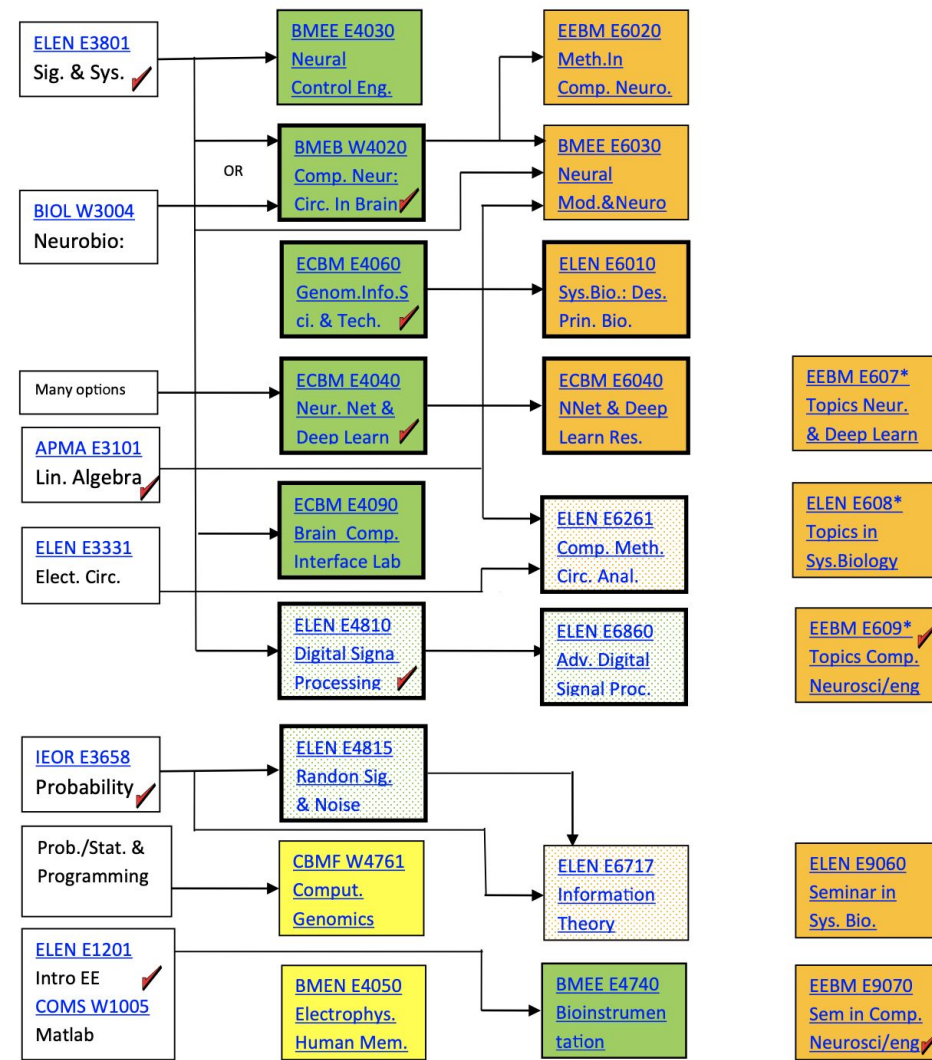 ELEN E3801
Sig. & Sys.
BMEE E4030
Neural
Control Eng.
EEBM E6020
Meth.In
Comp. Neuro.
OR
BMEB W4020
Comp. Neur:
Circ. In Brain
BMEE E6030
Neural
Mod.&Neuro
BIOL W3004
Neurobio:
ECBM E4060
Genom.Info.S
ci. & Tech.
ELEN E6010
Sys.Bio.: Des.
Prin. Bio.
Many options
ECBM E4040
Neur. Net &
Deep Learn
ECBM E6040
NNet & Deep
Learn Res.
EEBM E607*
Topics Neur.
& Deep Learn
APMA E3101
Lin. Algebra
ECBM E4090
Brain  Comp.
Interface Lab
ELEN E6261
Comp. Meth.
Circ. Anal.
ELEN E608*
Topics in
Sys.Biology
ELEN E3331
Elect. Circ.
ELEN E4810
Digital Signa
Processing
ELEN E6860
Adv. Digital
Signal Proc.
EEBM E609*
Topics Comp.
Neurosci/eng
IEOR E3658
Probability
ELEN E4815
Randon Sig.
& Noise
Prob./Stat. &
Programming
CBMF W4761
Comput.
Genomics
ELEN E6717
Information
Theory
ELEN E9060
Seminar in
Sys. Bio.
ELEN E1201
Intro EE
COMS W1005
Matlab
BMEN E4050
Electrophys.
Human Mem.
BMEE E4740
Bioinstrumen
tation
EEBM E9070
Sem in Comp.
Neurosci/eng